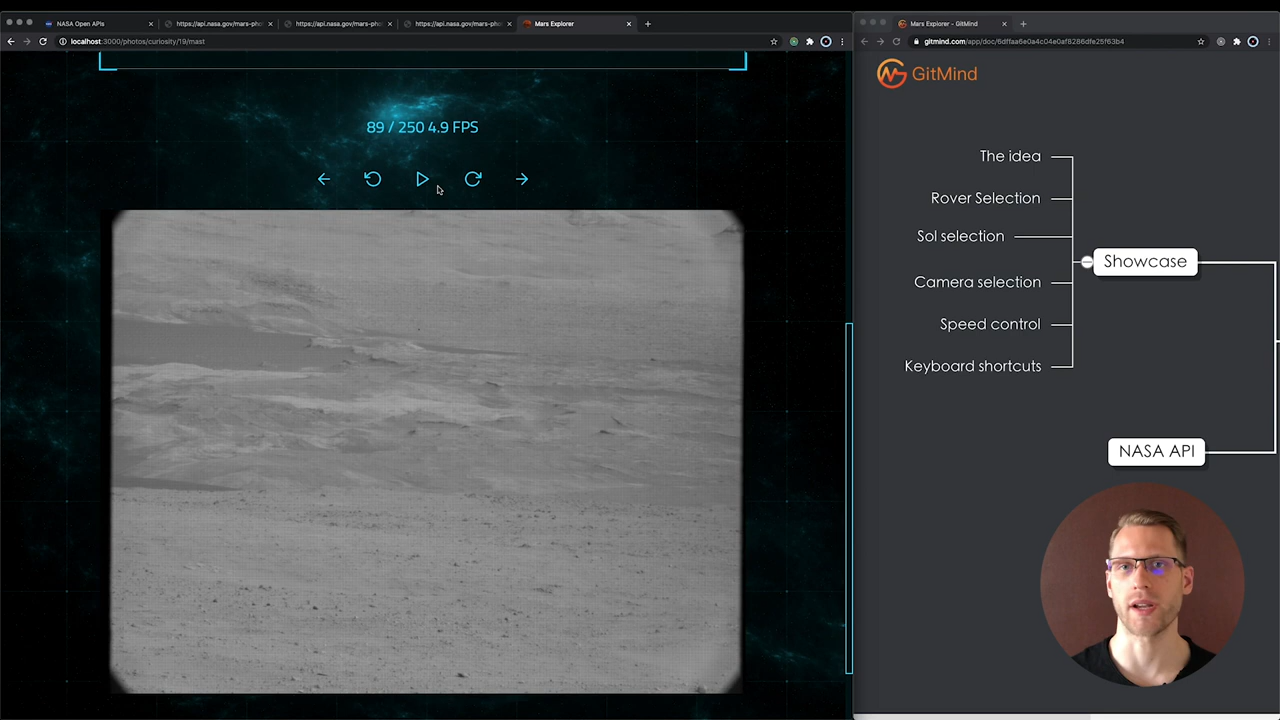 NASA Open APIs
https://api.nasa.gov/mars-pho
https://api.nasa.gov/mars-ph
https://api.nasa.gov/mars-ph
Mars Explorer
localhost:3000/photos/curiosity/19/mast
89 / 250 4.9 FPS
Mars Explorer - GitMind
gitmind.com/app/doc/6dffaa6e0a4c04e0af8286dfe25f63b4
GitMind
The idea
Rover Selection
Sol selection
Camera selection
Speed control
Keyboard shortcuts
Showcase
NASA API